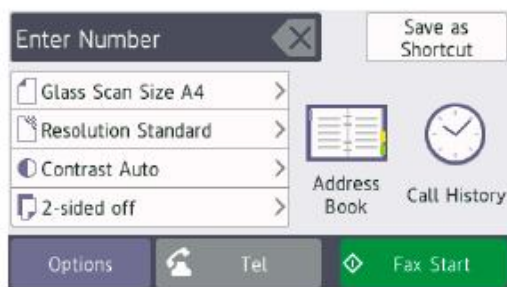 Enter Number
Save as
Shortcut
Glass Scan Size A4
Resolution Standard
Contrast Auto
2-sided off
Address
Book
Call History
Options
Tel
Fax Start